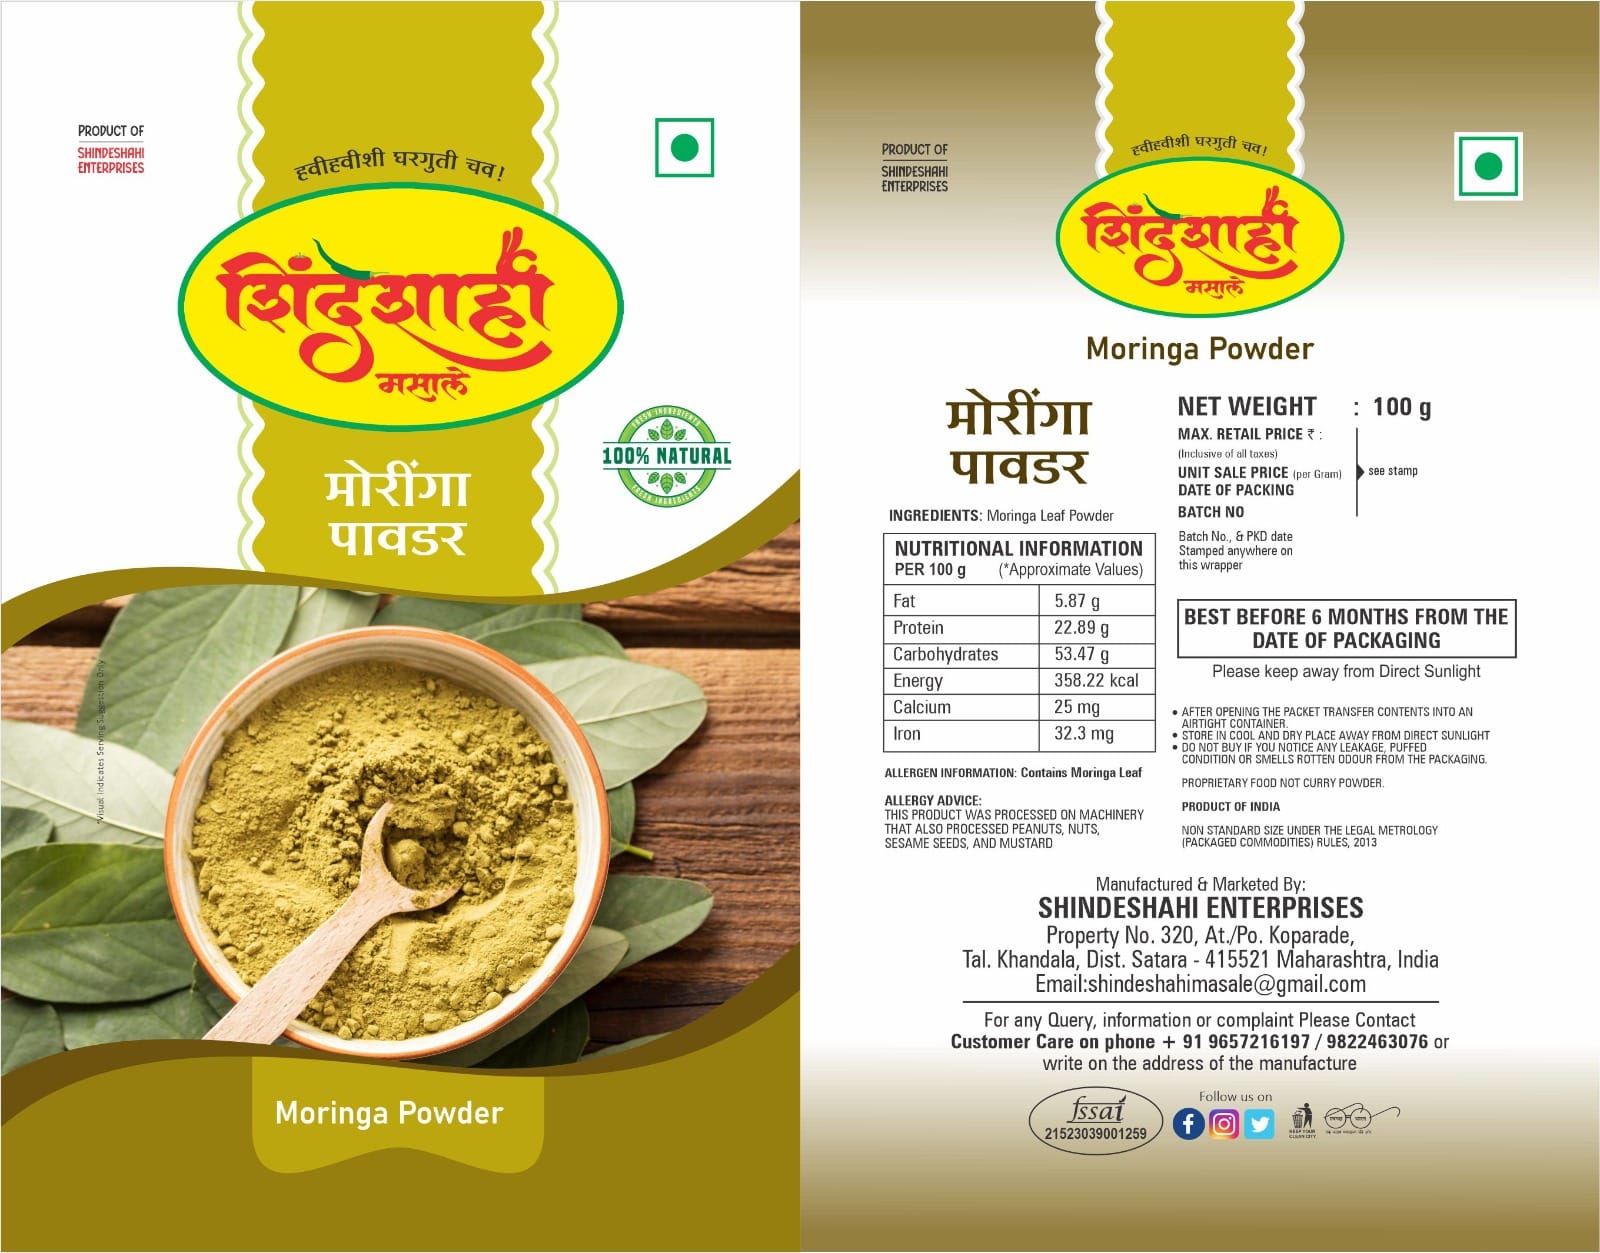 PRODUCT OF
SHINDESHAHI
ENTERPRISES
हवीहवीशी घरगुती चव!
शिंदेशाही
मसाले
FRESH INGREDIENTS
100% NATURAL
FRESH INGREDIENTS
मोरींगा
पावडर
*Visual Indicates Serving Suggestion Only
Moringa Powder
PRODUCT OF
SHINDESHAHI
ENTERPRISES
हवीहवीशी घरगुती चव!
शिंदेशाही
मसाले
Moringa Powder
मोरींगा
पावडर
INGREDIENTS: Moringa Leaf Powder
NUTRITIONAL INFORMATION
PER 100 g (*Approximate Values)
Fat 5.87 g
Protein 22.89 g
Carbohydrates 53.47 g
Energy 358.22 kcal
Calcium 25 mg
Iron 32.3 mg
ALLERGEN INFORMATION: Contains Moringa Leaf
ALLERGY ADVICE:
THIS PRODUCT WAS PROCESSED ON MACHINERY
THAT ALSO PROCESSED PEANUTS, NUTS,
SESAME SEEDS, AND MUSTARD
NET WEIGHT : 100 g
MAX. RETAIL PRICE ₹ :
(Inclusive of all taxes)
UNIT SALE PRICE (per Gram)
see stamp
DATE OF PACKING
BATCH NO
Batch No., & PKD date
Stamped anywhere on
this wrapper
BEST BEFORE 6 MONTHS FROM THE
DATE OF PACKAGING
Please keep away from Direct Sunlight
• AFTER OPENING THE PACKET TRANSFER CONTENTS INTO AN
AIRTIGHT CONTAINER.
• STORE IN COOL AND DRY PLACE AWAY FROM DIRECT SUNLIGHT
• DO NOT BUY IF YOU NOTICE ANY LEAKAGE, PUFFED
CONDITION OR SMELLS ROTTEN ODOUR FROM THE PACKAGING.
PROPRIETARY FOOD NOT CURRY POWDER.
PRODUCT OF INDIA
NON STANDARD SIZE UNDER THE LEGAL METROLOGY
(PACKAGED COMMODITIES) RULES, 2013
Manufactured & Marketed By:
SHINDESHAHI ENTERPRISES
Property No. 320, At./Po. Koparade,
Tal. Khandala, Dist. Satara - 415521 Maharashtra, India
Email:shindeshahimasale@gmail.com
For any Query, information or complaint Please Contact
Customer Care on phone + 91 9657216197 / 9822463076 or
write on the address of the manufacture
fssai
21523039001259
Follow us on
KEEP YOUR
CLEAN CITY
स्वच्छ भारत